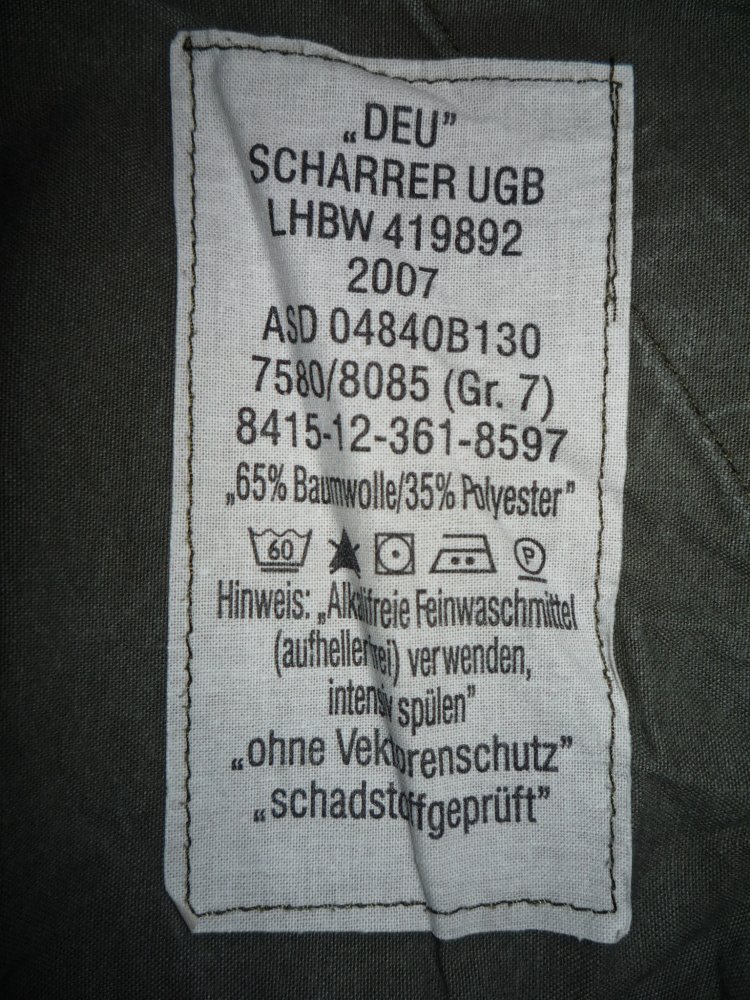 „DEU”
SCHARRER UGB
LHBW 419892
2007
ASD 04840B130
7580/8085 (Gr. 7)
8415-12-361-8597
„65% Baumwolle/35% Polyester”
60 P
Hinweis: „Alkalifreie Feinwaschmittel
(aufhellerfrei) verwenden,
intensiv spülen”
„ohne Vektorenschutz”
„schadstoffgeprüft”